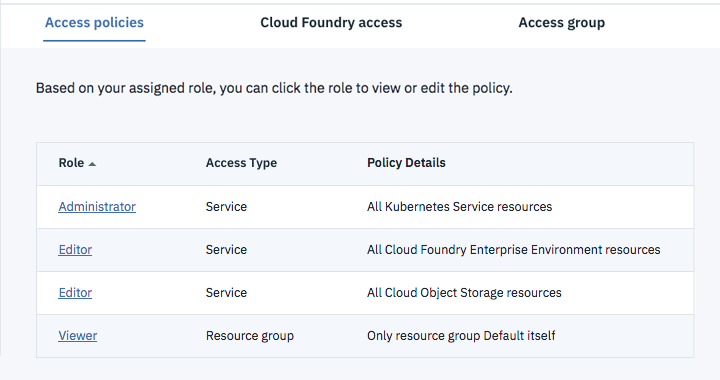 Access policies Cloud Foundry access Access group
Based on your assigned role, you can click the role to view or edit the policy.
Role Access Type Policy Details
Administrator Service All Kubernetes Service resources
Editor Service All Cloud Foundry Enterprise Environment resources
Editor Service All Cloud Object Storage resources
Viewer Resource group Only resource group Default itself